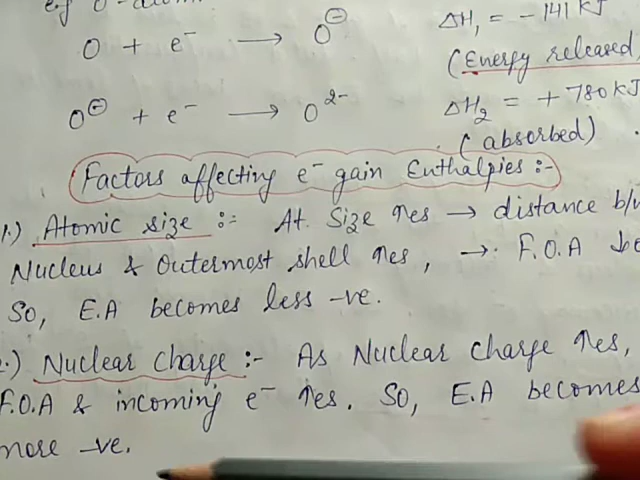 e.g O-atom
O + e⁻ ⟶ O⊖ ΔH₁ = - 141 kJ
(Energy released
O⊖ + e⁻ ⟶ O²⁻ ΔH₂ = + 780 kJ
(absorbed)
Factors affecting e⁻ gain Enthalpies :-
1.) Atomic size :- At. Size ↑es → distance b/w
Nucleus & Outermost shell ↑es, → F.O.A
So, E.A becomes less -ve.
2.) Nuclear Charge :- As Nuclear charge ↑es,
F.O.A & incoming e⁻ ↑es. So, E.A becomes
more -ve.